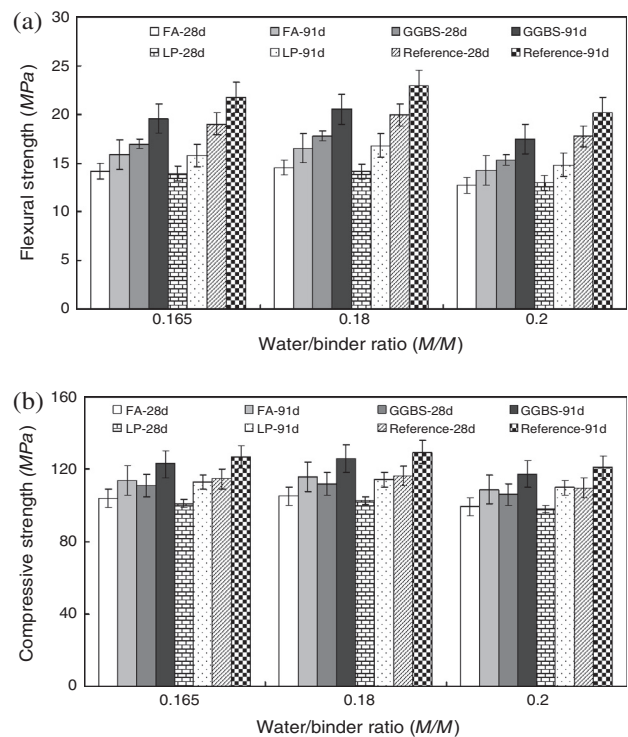 (a)
FA-28d FA-91d GGBS-28d GGBS-91d
LP-28d LP-91d Reference-28d Reference-91d
Flexural strength (MPa)
30
25
20
15
10
5
0
0.165 0.18 0.2
Water/binder ratio (M/M)
(b)
FA-28d FA-91d GGBS-28d GGBS-91d
LP-28d LP-91d Reference-28d Reference-91d
Compressive strength (MPa)
160
120
80
40
0
0.165 0.18 0.2
Water/binder ratio (M/M)